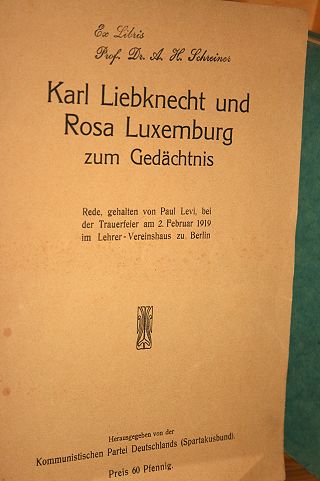 Ex Libris
Prof. Dr. A. H. Schreiner
Karl Liebknecht und
Rosa Luxemburg
zum Gedächtnis
Rede, gehalten von Paul Levi, bei
der Trauerfeier am 2. Februar 1919
im Lehrer-Vereinshaus zu Berlin
Herausgegeben von der
Kommunistischen Partei Deutschlands (Spartakusbund).
Preis 60 Pfennig.